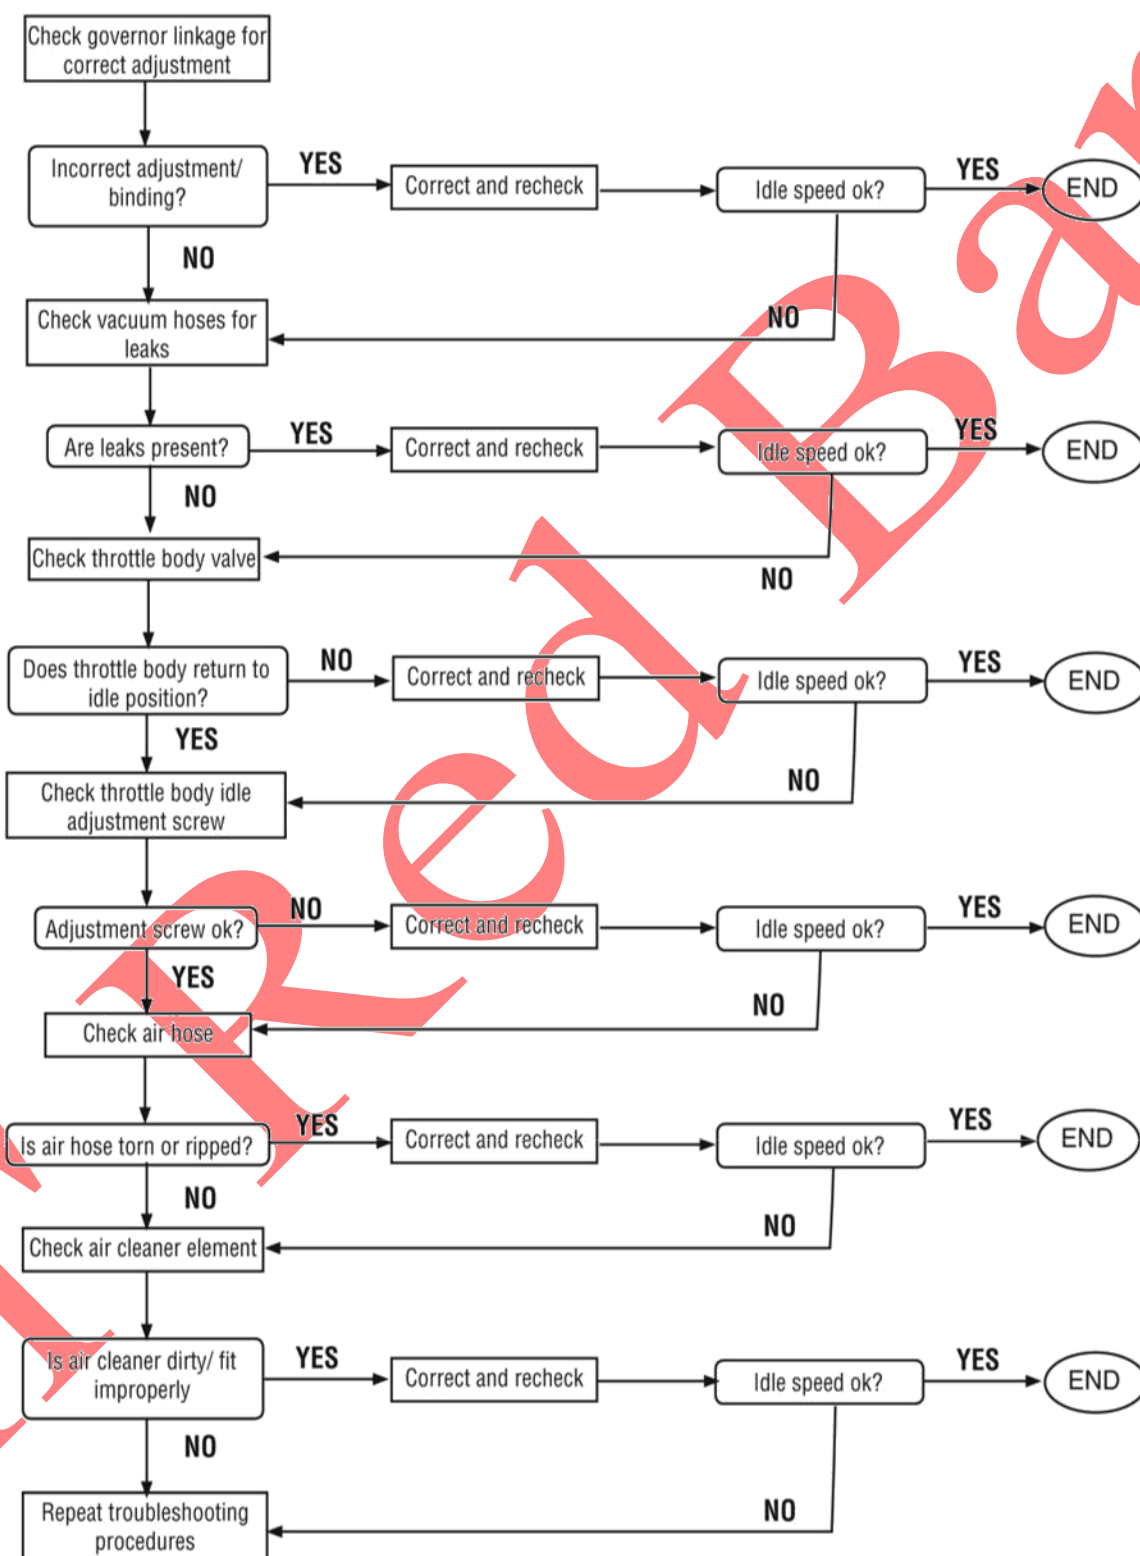 Check governor linkage for
correct adjustment
Incorrect adjustment/
binding?
YES
Correct and recheck
Idle speed ok?
YES
END
NO
NO
Check vacuum hoses for
leaks
Are leaks present?
YES
Correct and recheck
Idle speed ok?
YES
END
NO
NO
Check throttle body valve
Does throttle body return to
idle position?
NO
Correct and recheck
Idle speed ok?
YES
END
YES
NO
Check throttle body idle
adjustment screw
Adjustment screw ok?
NO
Correct and recheck
Idle speed ok?
YES
END
YES
NO
Check air hose
Is air hose torn or ripped?
YES
Correct and recheck
Idle speed ok?
YES
END
NO
NO
Check air cleaner element
Is air cleaner dirty/ fit
improperly
YES
Correct and recheck
Idle speed ok?
YES
END
NO
NO
Repeat troubleshooting
procedures
Red